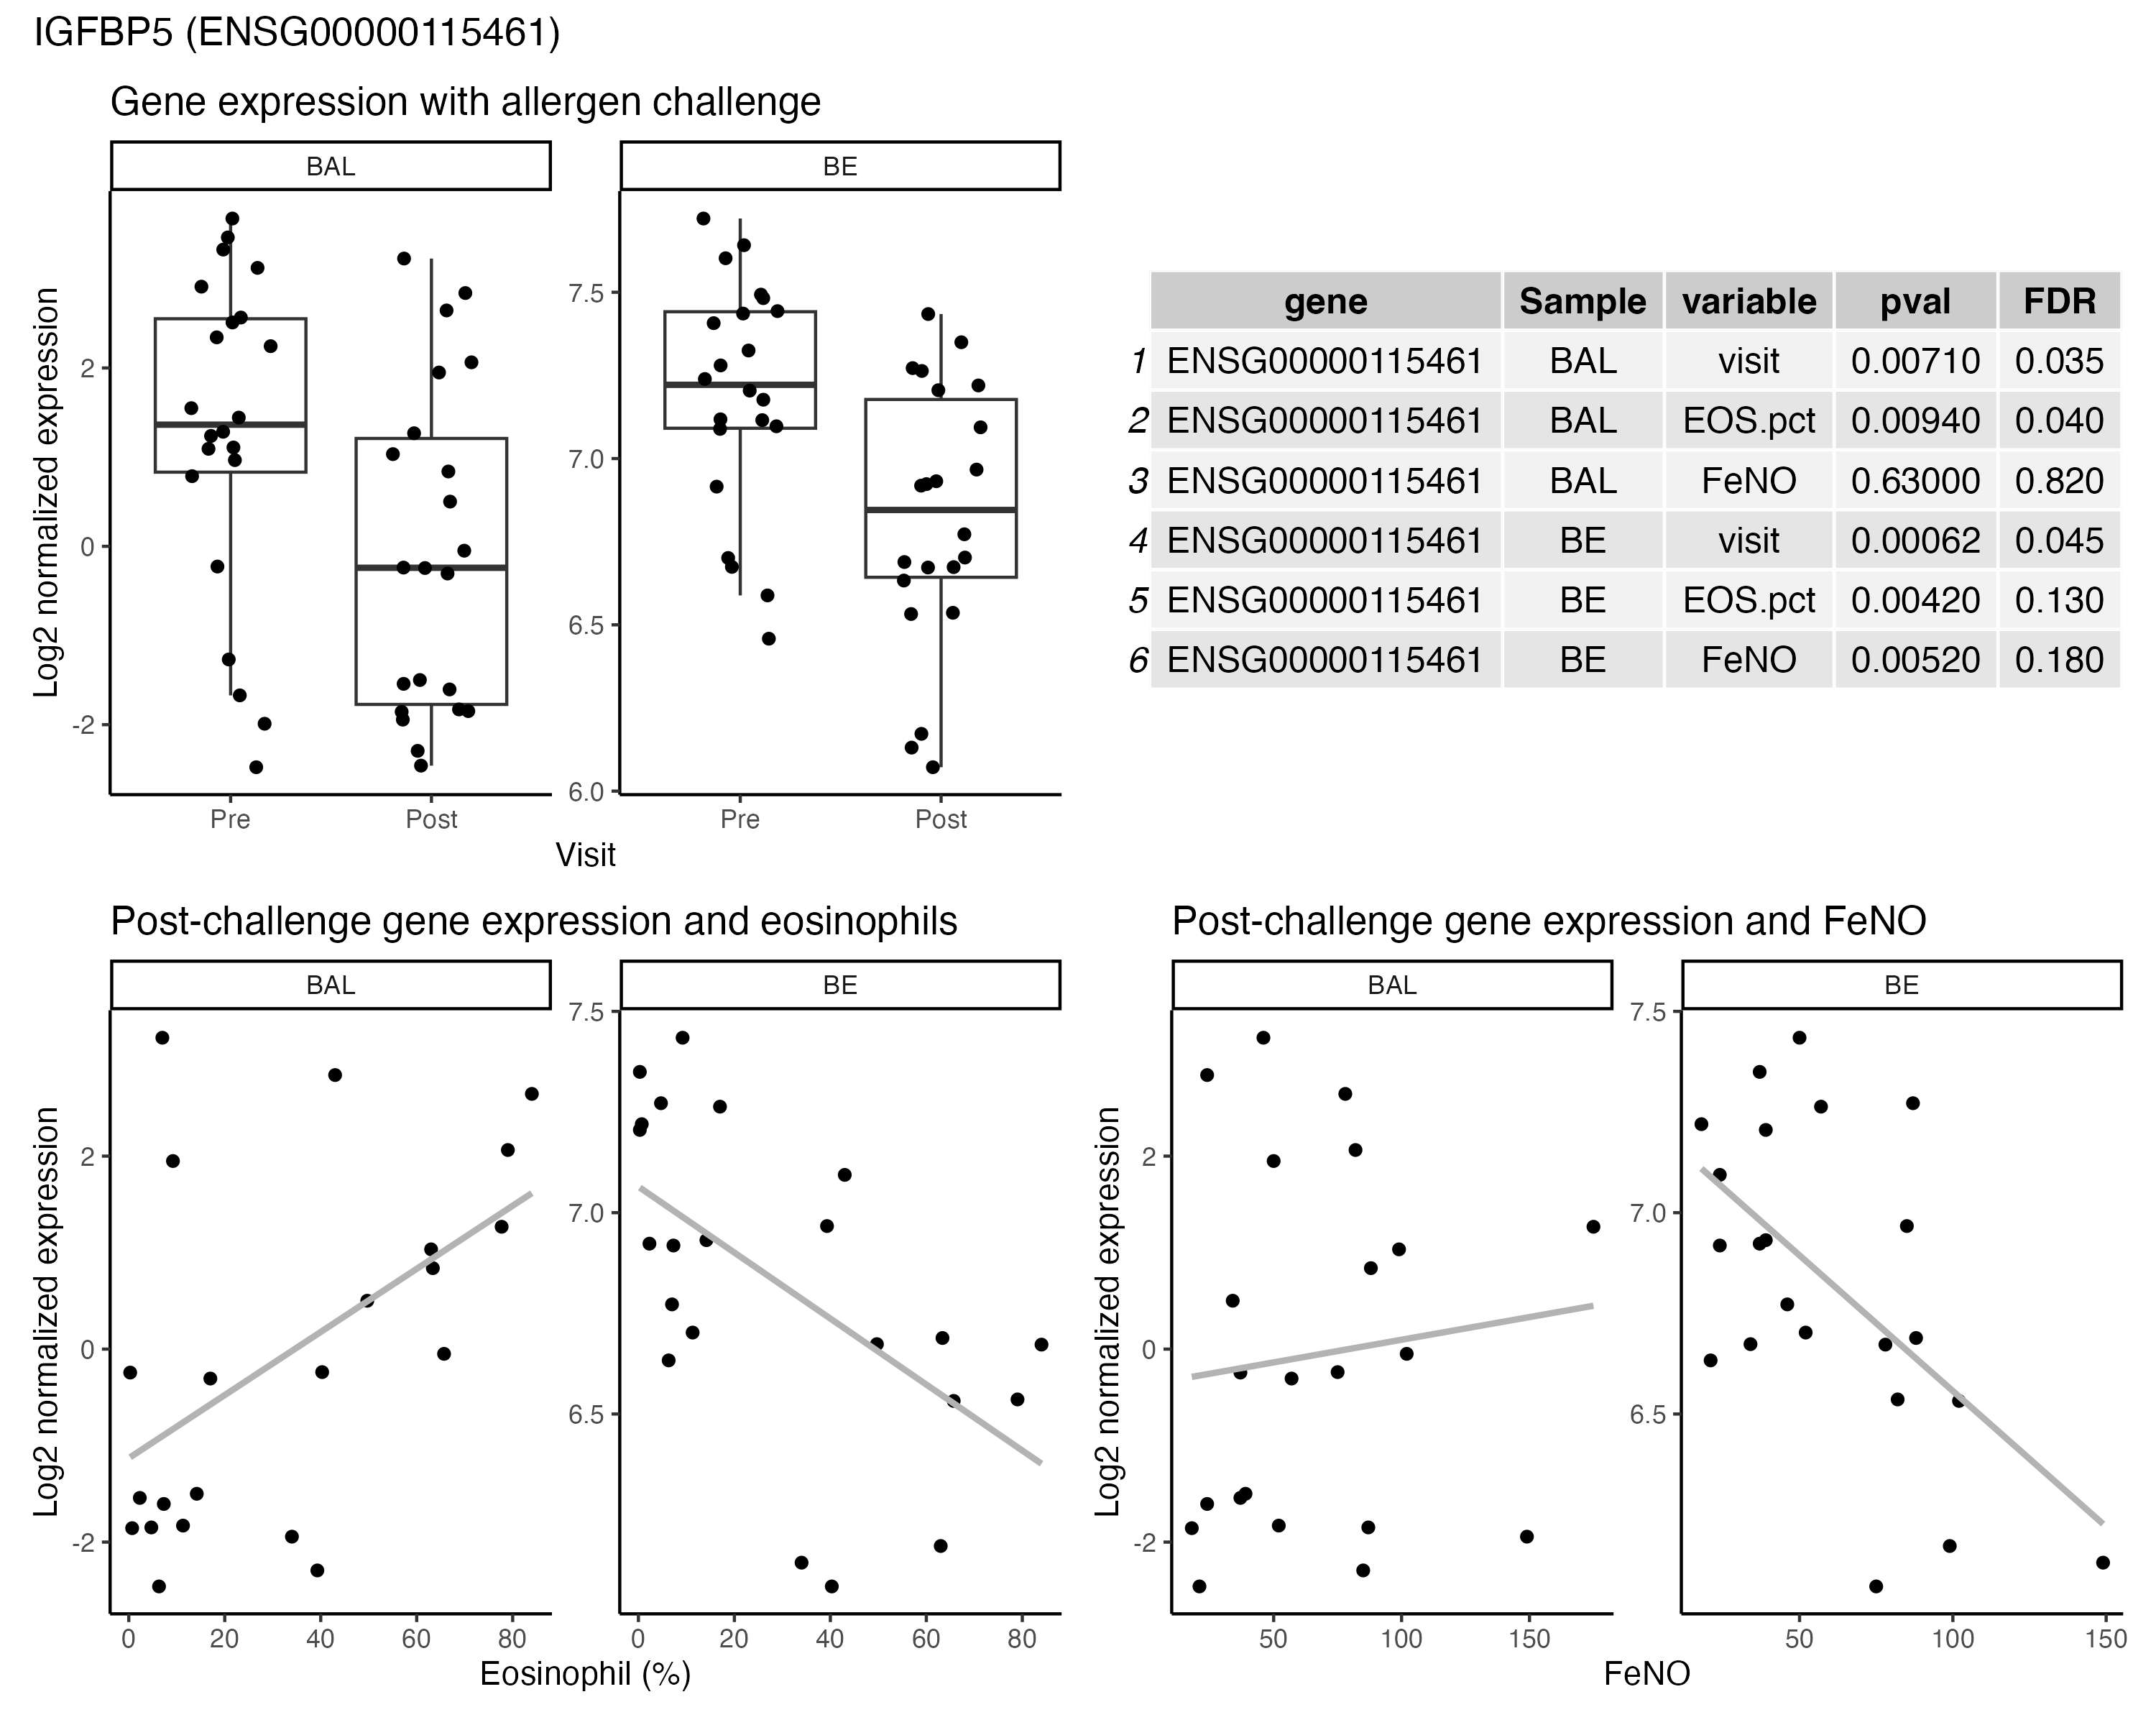 IGFBP5 (ENSG00000115461)
Gene expression with allergen challenge
BAL
BE
Log2 normalized expression
2
0
-2
7.5
7.0
6.5
6.0
Pre
Post
Pre
Post
Visit
gene Sample variable pval FDR
1 ENSG00000115461 BAL visit 0.00710 0.035
2 ENSG00000115461 BAL EOS.pct 0.00940 0.040
3 ENSG00000115461 BAL FeNO 0.63000 0.820
4 ENSG00000115461 BE visit 0.00062 0.045
5 ENSG00000115461 BE EOS.pct 0.00420 0.130
6 ENSG00000115461 BE FeNO 0.00520 0.180
Post-challenge gene expression and eosinophils
BAL
BE
Log2 normalized expression
2
0
-2
7.5
7.0
6.5
0 20 40 60 80
0 20 40 60 80
Eosinophil (%)
Post-challenge gene expression and FeNO
BAL
BE
Log2 normalized expression
2
0
-2
7.5
7.0
6.5
50 100 150
50 100 150
FeNO